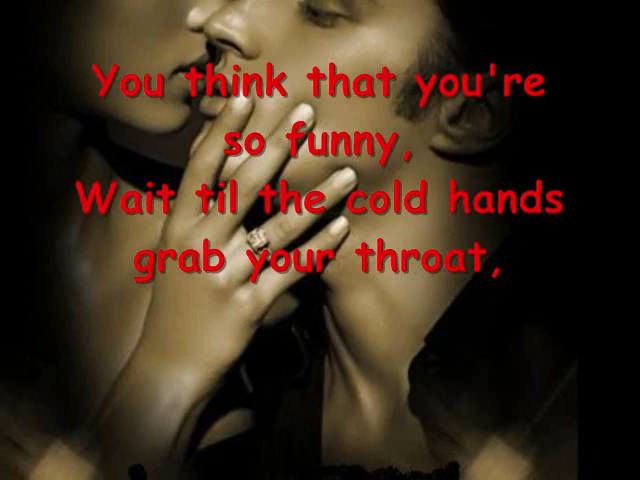 You think that you're
so funny,
Wait til the cold hands
grab your throat,